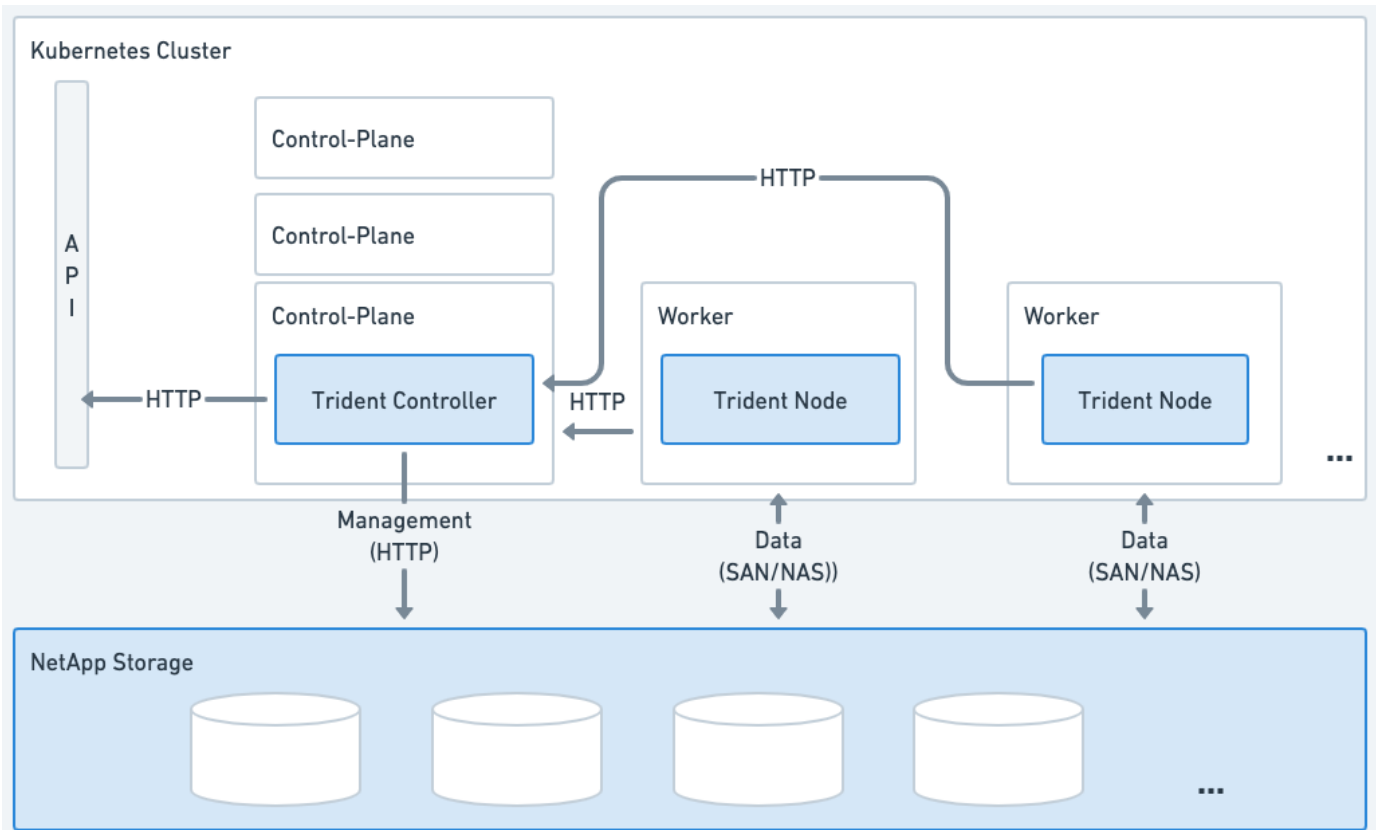 Kubernetes Cluster
A
P
I
Control-Plane
Control-Plane
Control-Plane
Trident Controller
HTTP
HTTP
HTTP
Worker
Trident Node
Worker
Trident Node
...
Management
(HTTP)
Data
(SAN/NAS))
Data
(SAN/NAS)
NetApp Storage
...